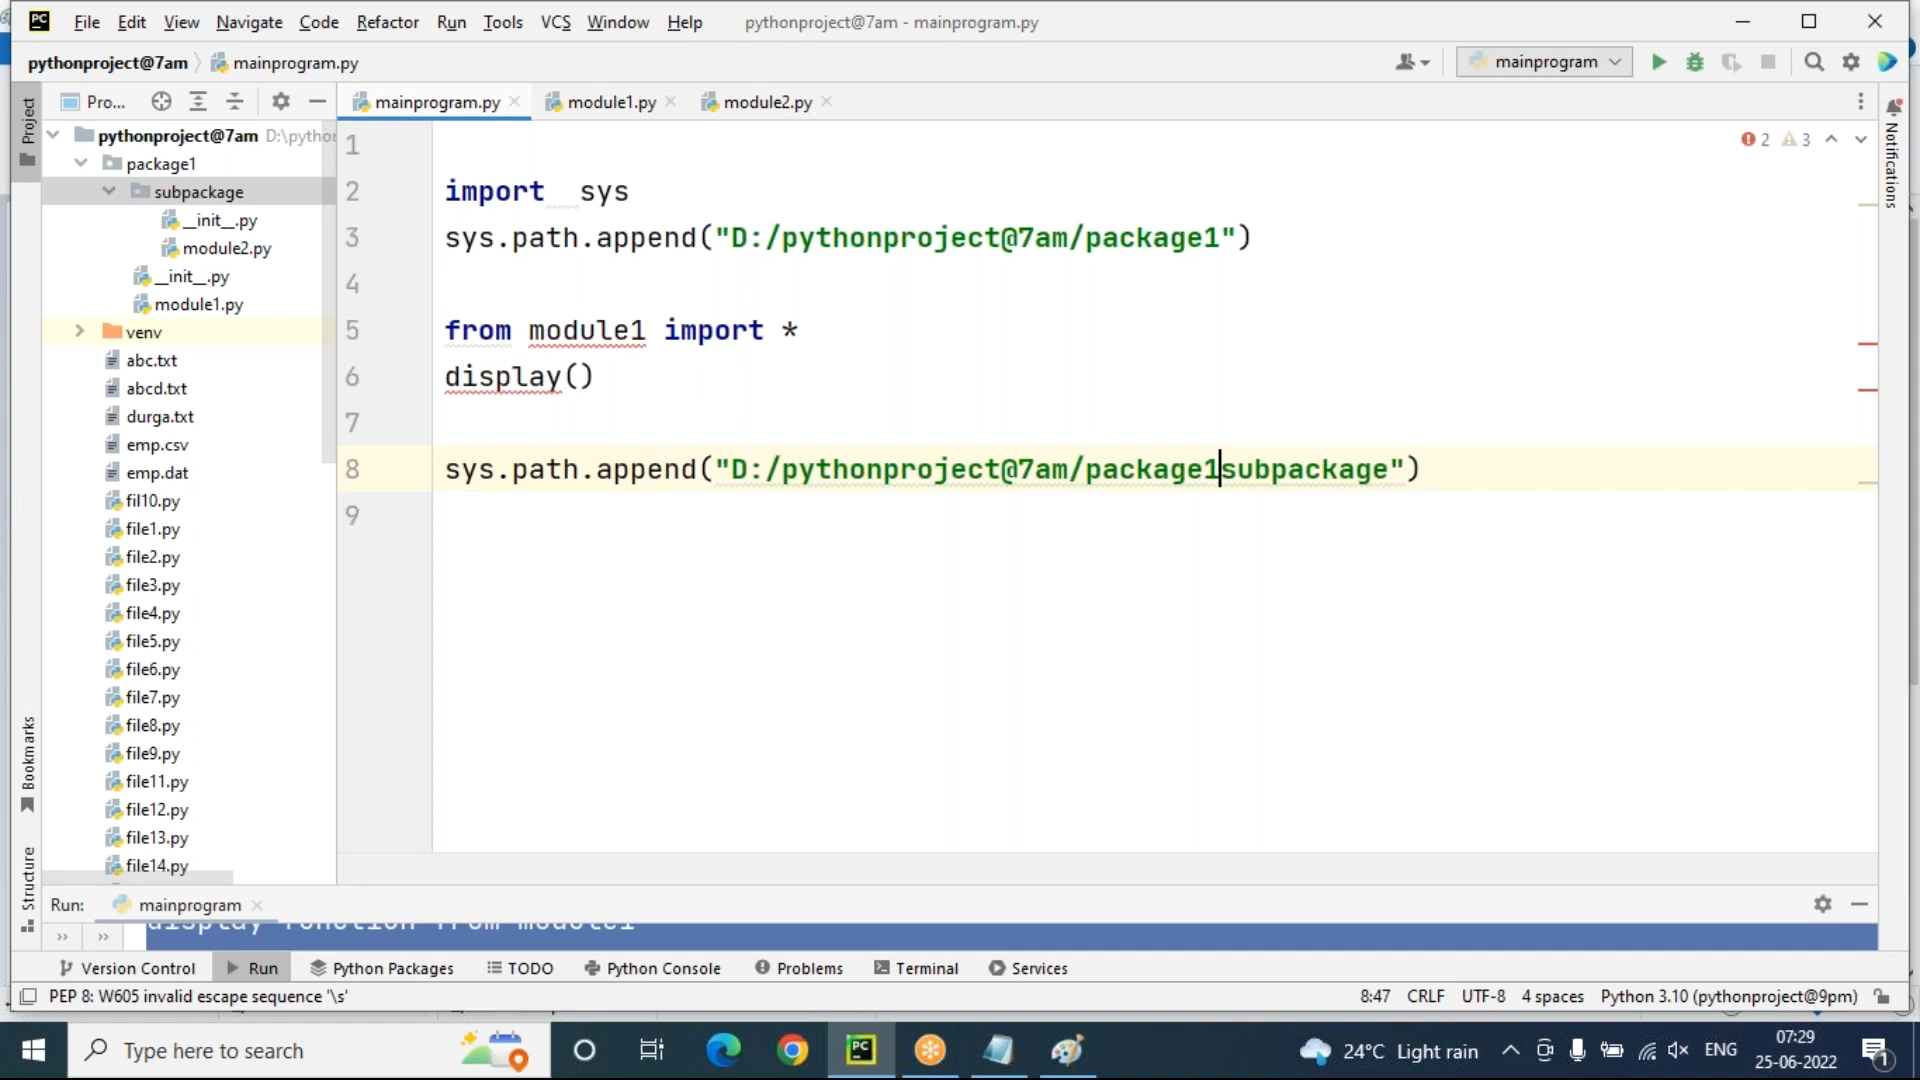 PC File Edit View Navigate Code Refactor Run Tools VCS Window Help pythonproject@7am - mainprogram.py
pythonproject@7am mainprogram.py mainprogram
Project Pro... mainprogram.py module1.py module2.py
pythonproject@7am D:\pytho
package1
subpackage
__init__.py
module2.py
__init__.py
module1.py
venv
abc.txt
abcd.txt
durga.txt
emp.csv
emp.dat
fil10.py
file1.py
file2.py
file3.py
file4.py
file5.py
file6.py
file7.py
file8.py
file9.py
file11.py
file12.py
file13.py
file14.py
1
2 import  sys
3 sys.path.append("D:/pythonproject@7am/package1")
4
5 from module1 import *
6 display()
7
8 sys.path.append("D:/pythonproject@7am/package1subpackage")
9
2 3
Notifications
Bookmarks
Structure
Run: mainprogram
display function from module1
Version Control Run Python Packages TODO Python Console Problems Terminal Services
PEP 8: W605 invalid escape sequence '\s' 8:47 CRLF UTF-8 4 spaces Python 3.10 (pythonproject@9pm)
Type here to search PC 24°C Light rain ENG 07:29
25-06-2022
1